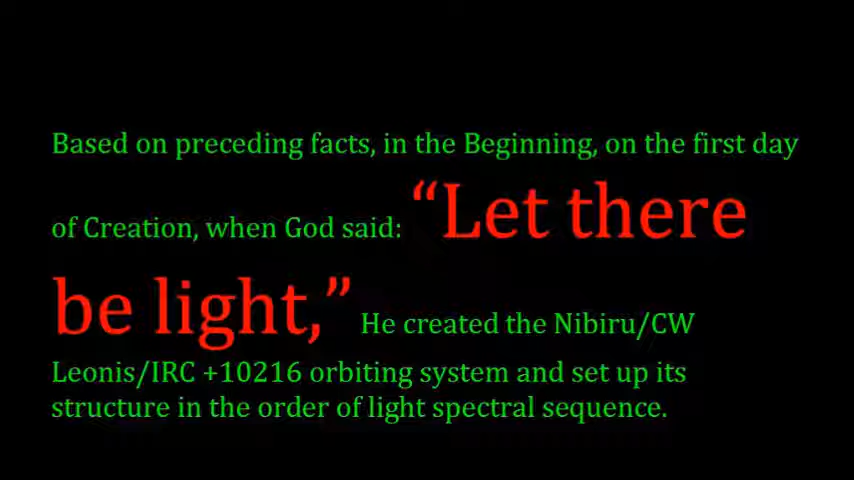 Based on preceding facts, in the Beginning, on the first day
of Creation, when God said: “Let there
be light,” He created the Nibiru/CW
Leonis/IRC +10216 orbiting system and set up its
structure in the order of light spectral sequence.